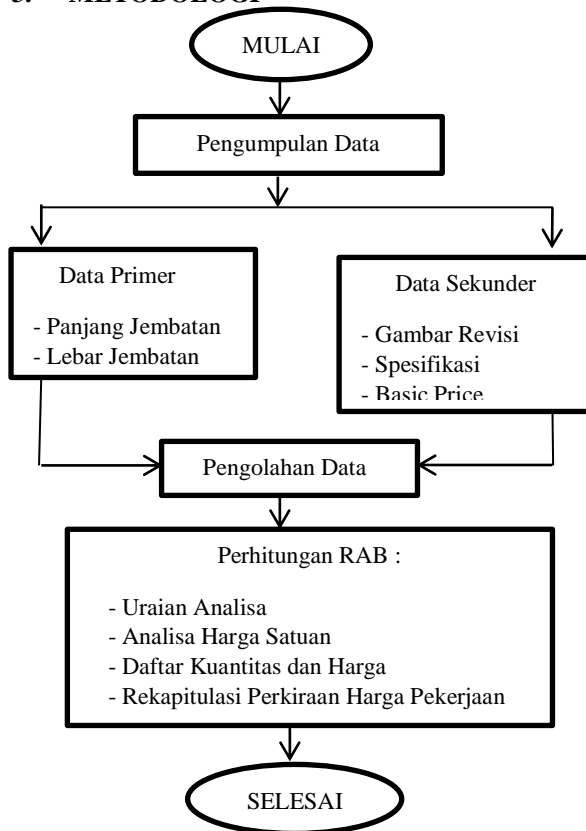 METODOLOGI
MULAI
Pengumpulan Data
Data Primer
- Panjang Jembatan
- Lebar Jembatan
Data Sekunder
- Gambar Revisi
- Spesifikasi
- Basic Price
Pengolahan Data
Perhitungan RAB :
- Uraian Analisa
- Analisa Harga Satuan
- Daftar Kuantitas dan Harga
- Rekapitulasi Perkiraan Harga Pekerjaan
SELESAI